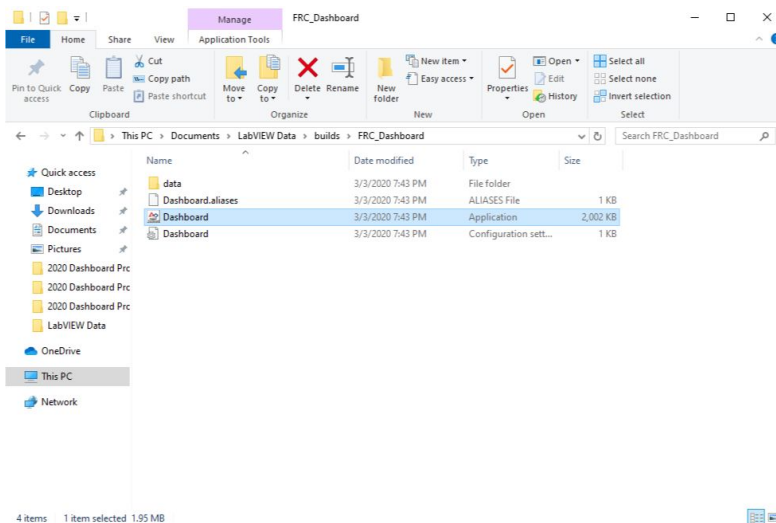 Manage
FRC_Dashboard
File
Home
Share
View
Application Tools
Pin to Quick access
Copy
Paste
Cut
Copy path
Paste shortcut
Clipboard
Move to
Copy to
Delete
Rename
Organize
New folder
New item
Easy access
New
Properties
Open
Edit
History
Open
Select all
Select none
Invert selection
Select
This PC > Documents > LabVIEW Data > builds > FRC_Dashboard
Search FRC_Dashboard
Quick access
Desktop
Downloads
Documents
Pictures
2020 Dashboard Prc
2020 Dashboard Prc
2020 Dashboard Prc
LabVIEW Data
OneDrive
This PC
Network
Name Date modified Type Size
data 3/3/2020 7:43 PM File folder
Dashboard.aliases 3/3/2020 7:43 PM ALIASES File 1 KB
Dashboard 3/3/2020 7:43 PM Application 2,002 KB
Dashboard 3/3/2020 7:43 PM Configuration sett... 1 KB
4 items 1 item selected 1.95 MB